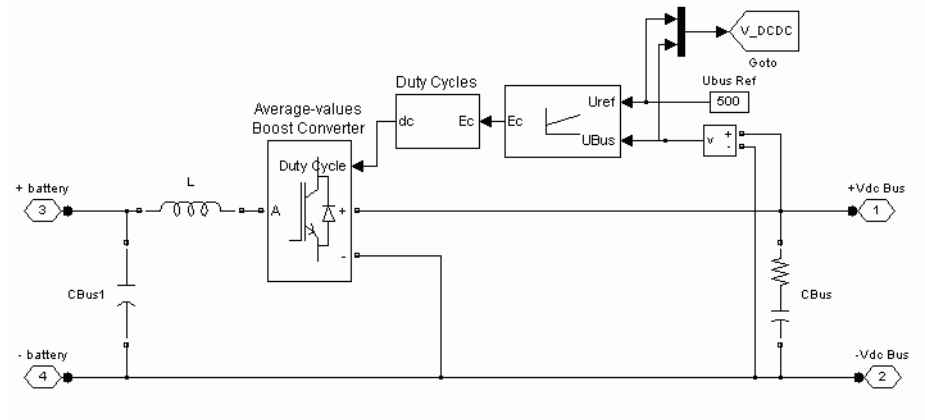 V_DCDC
Goto
Ubus Ref
500
Duty Cycles
Uref
Average-values
Boost Converter
dc
Ec
Ec
UBus
v
+
-
Duty Cycle
L
+ battery
+Vdc Bus
3
A
+
1
-
CBus1
CBus
- battery
-Vdc Bus
4
2